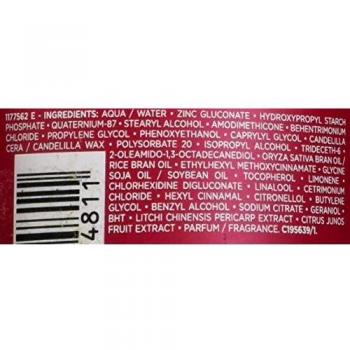 1177562 E - INGREDIENTS: AQUA / WATER • ZINC GLUCONATE • HYDROXYPROPYL STARCH
PHOSPHATE • QUATERNIUM-87 • STEARYL ALCOHOL • AMODIMETHICONE • BEHENTRIMONIUM
CHLORIDE • PROPYLENE GLYCOL • PHENOXYETHANOL • CAPRYLYL GLYCOL • CANDELILLA
CERA / CANDELILLA WAX • POLYSORBATE 20 • ISOPROPYL ALCOHOL • TRIDECETH-6
• 2-OLEAMIDO-1,3-OCTADECANEDIOL • ORYZA SATIVA BRAN OIL /
RICE BRAN OIL • ETHYLHEXYL METHOXYCINNAMATE • GLYCINE
SOJA OIL / SOYBEAN OIL • TOCOPHEROL • LIMONENE •
CHLORHEXIDINE DIGLUCONATE • LINALOOL • CETRIMONIUM
CHLORIDE • HEXYL CINNAMAL • CITRONELLOL • BUTYLENE
GLYCOL • BENZYL ALCOHOL • SODIUM CITRATE • GERANIOL •
BHT • LITCHI CHINENSIS PERICARP EXTRACT • CITRUS JUNOS
FRUIT EXTRACT • PARFUM / FRAGRANCE. C195639/1.
4811